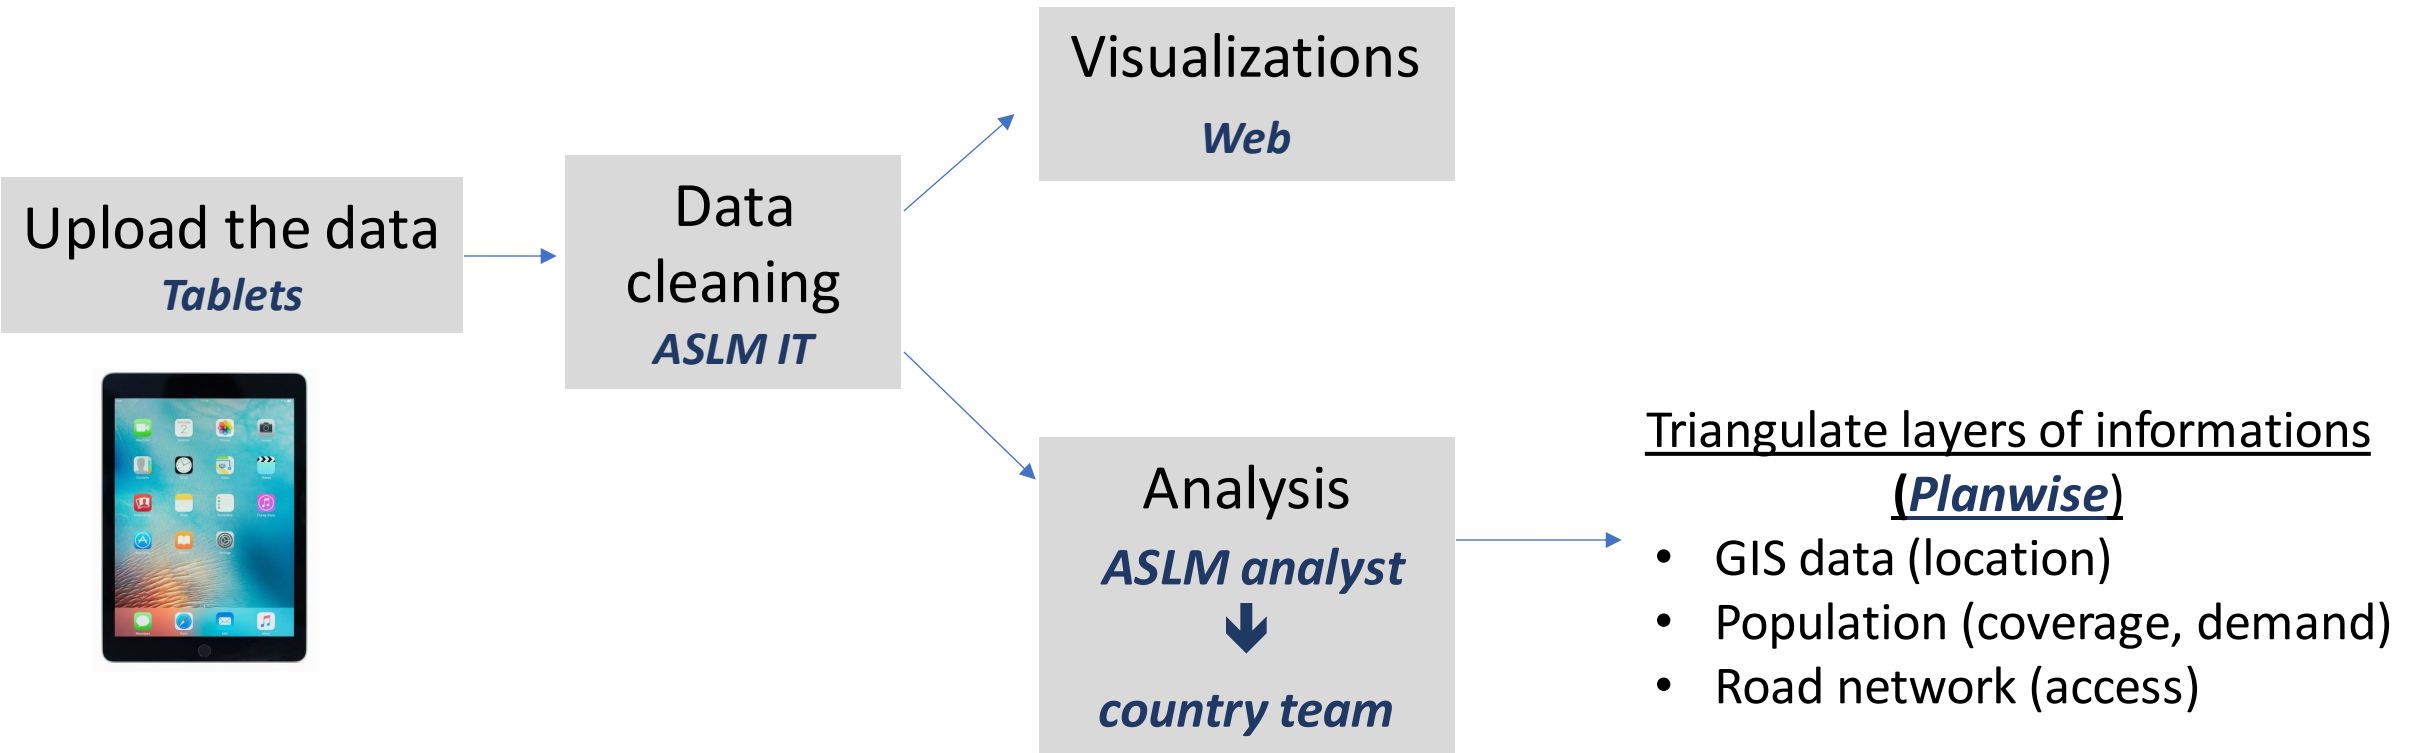 Upload the data
Tablets
Data
cleaning
ASLM IT
Visualizations
Web
Analysis
ASLM analyst
country team
Triangulate layers of informations
(Planwise)
• GIS data (location)
• Population (coverage, demand)
• Road network (access)